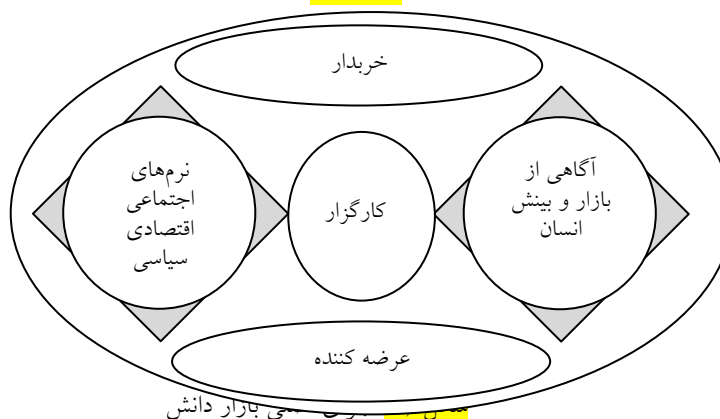 خریدار
آگاهی از
بازار و بینش
انسان
کارگزار
نرم‌های
اجتماعی
اقتصادی
سیاسی
عرضه کننده
بازار دانش